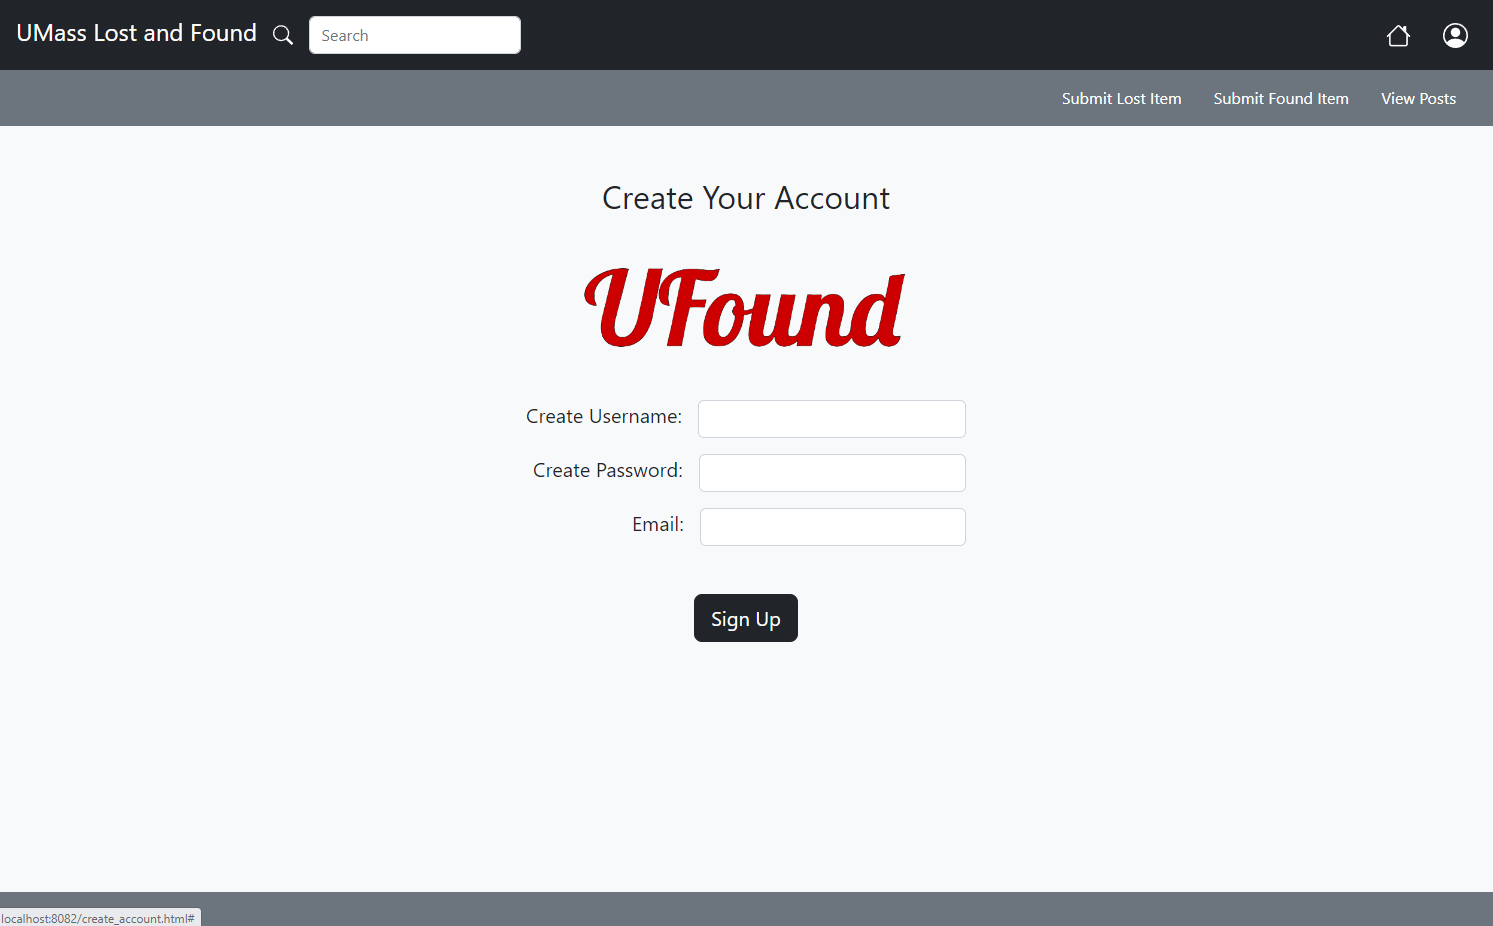 UMass Lost and Found Search
Submit Lost Item Submit Found Item View Posts
Create Your Account
UFound
Create Username:
Create Password:
Email:
Sign Up
localhost:8082/create_account.html#